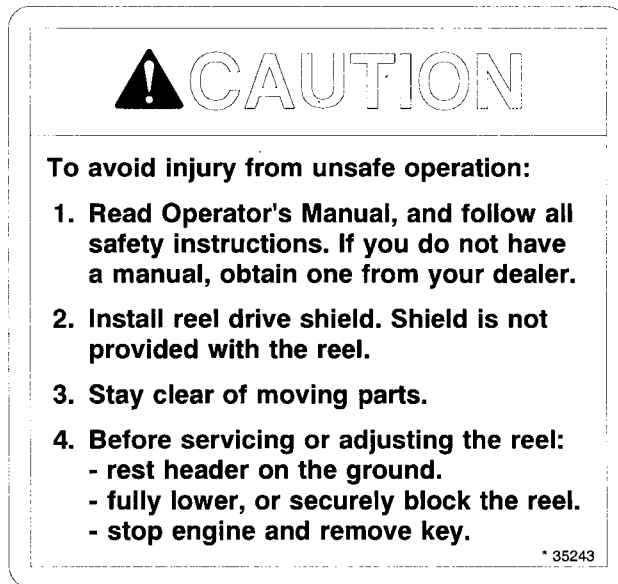 CAUTION
To avoid injury from unsafe operation:
1. Read Operator's Manual, and follow all
safety instructions. If you do not have
a manual, obtain one from your dealer.
2. Install reel drive shield. Shield is not
provided with the reel.
3. Stay clear of moving parts.
4. Before servicing or adjusting the reel:
- rest header on the ground.
- fully lower, or securely block the reel.
- stop engine and remove key.
* 35243